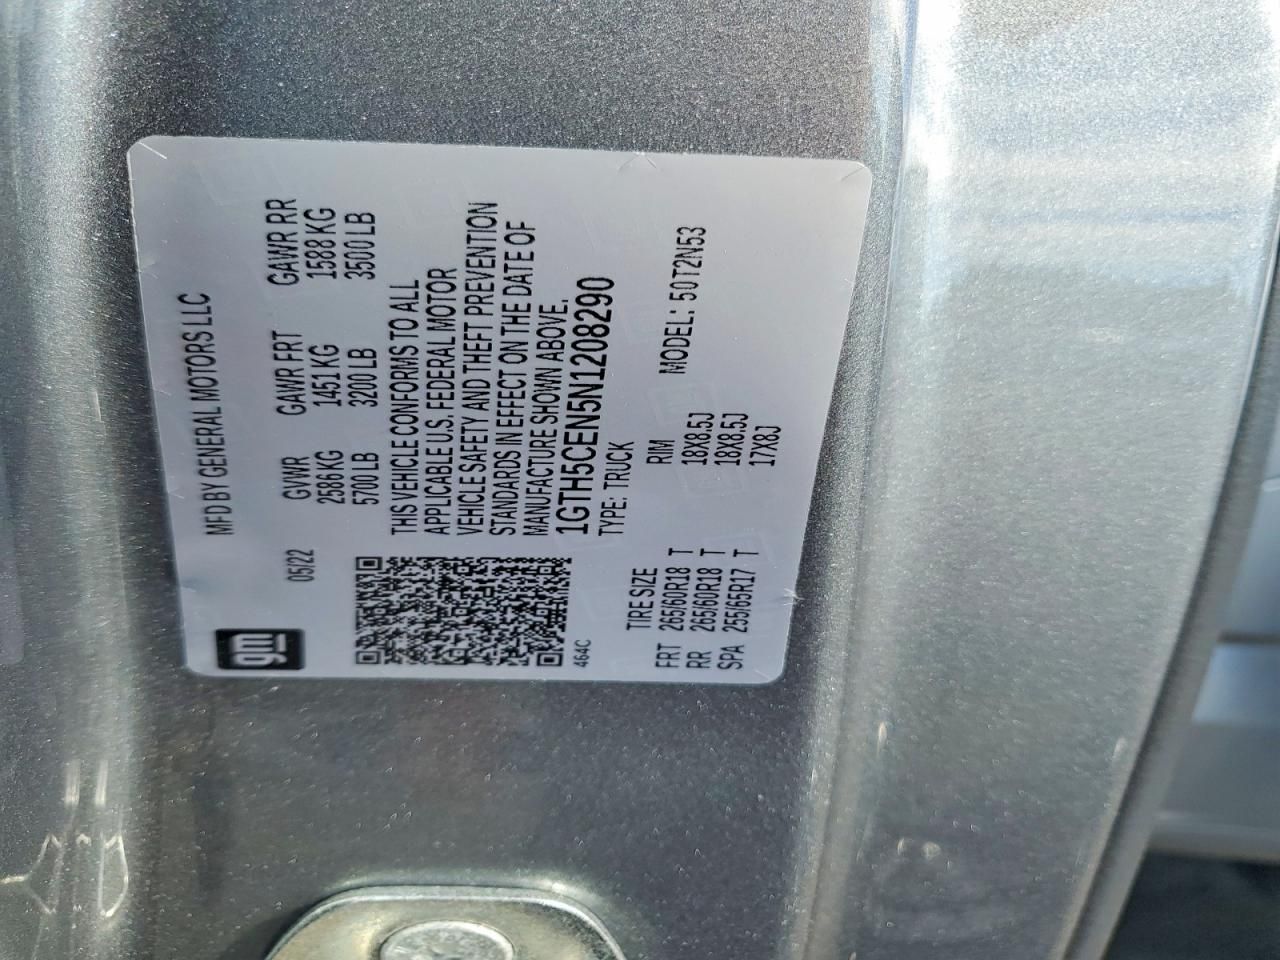 gm
MFD BY GENERAL MOTORS LLC
05/22 GVWR GAWR FRT GAWR RR
2586 KG 1451 KG 1588 KG
5700 LB 3200 LB 3500 LB
THIS VEHICLE CONFORMS TO ALL
APPLICABLE U.S. FEDERAL MOTOR
VEHICLE SAFETY AND THEFT PREVENTION
STANDARDS IN EFFECT ON THE DATE OF
MANUFACTURE SHOWN ABOVE.
1GTH5CEN5N1208290
464C TYPE: TRUCK
TIRE SIZE RIM MODEL: 50T2N53
FRT 265/60R18 T 18X8.5J
RR 265/60R18 T 18X8.5J
SPA 255/65R17 T 17X8J